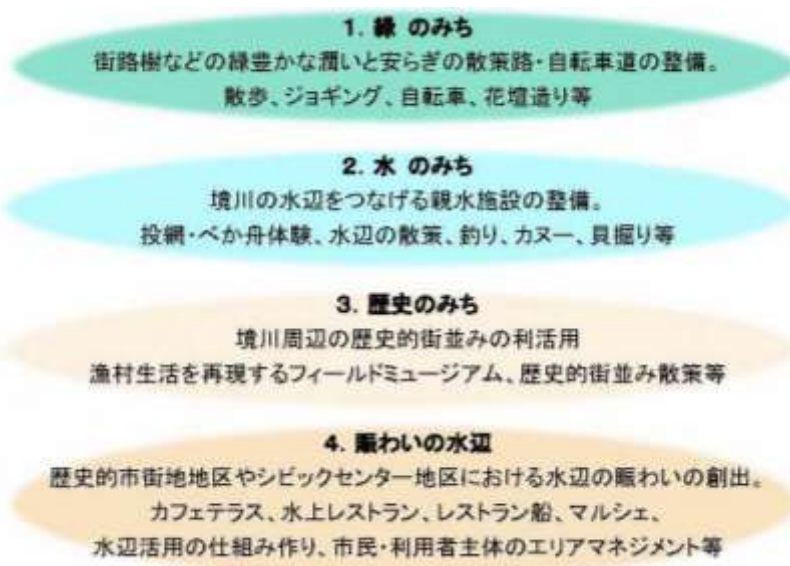 1. 緑 のみち
街路樹などの緑豊かな潤いと安らぎの散策路・自転車道の整備。
散歩、ジョギング、自転車、花壇造り等
2. 水 のみち
境川の水辺をつなげる親水施設の整備。
投網・べか舟体験、水辺の散策、釣り、カヌー、貝掘り等
3. 歴史のみち
境川周辺の歴史的街並みの利活用
漁村生活を再現するフィールドミュージアム、歴史的街並み散策等
4. 賑わいの水辺
歴史的市街地地区やシビックセンター地区における水辺の賑わいの創出。
カフェテラス、水上レストラン、レストラン船、マルシェ、
水辺活用の仕組み作り、市民・利用者主体のエリアマネジメント等